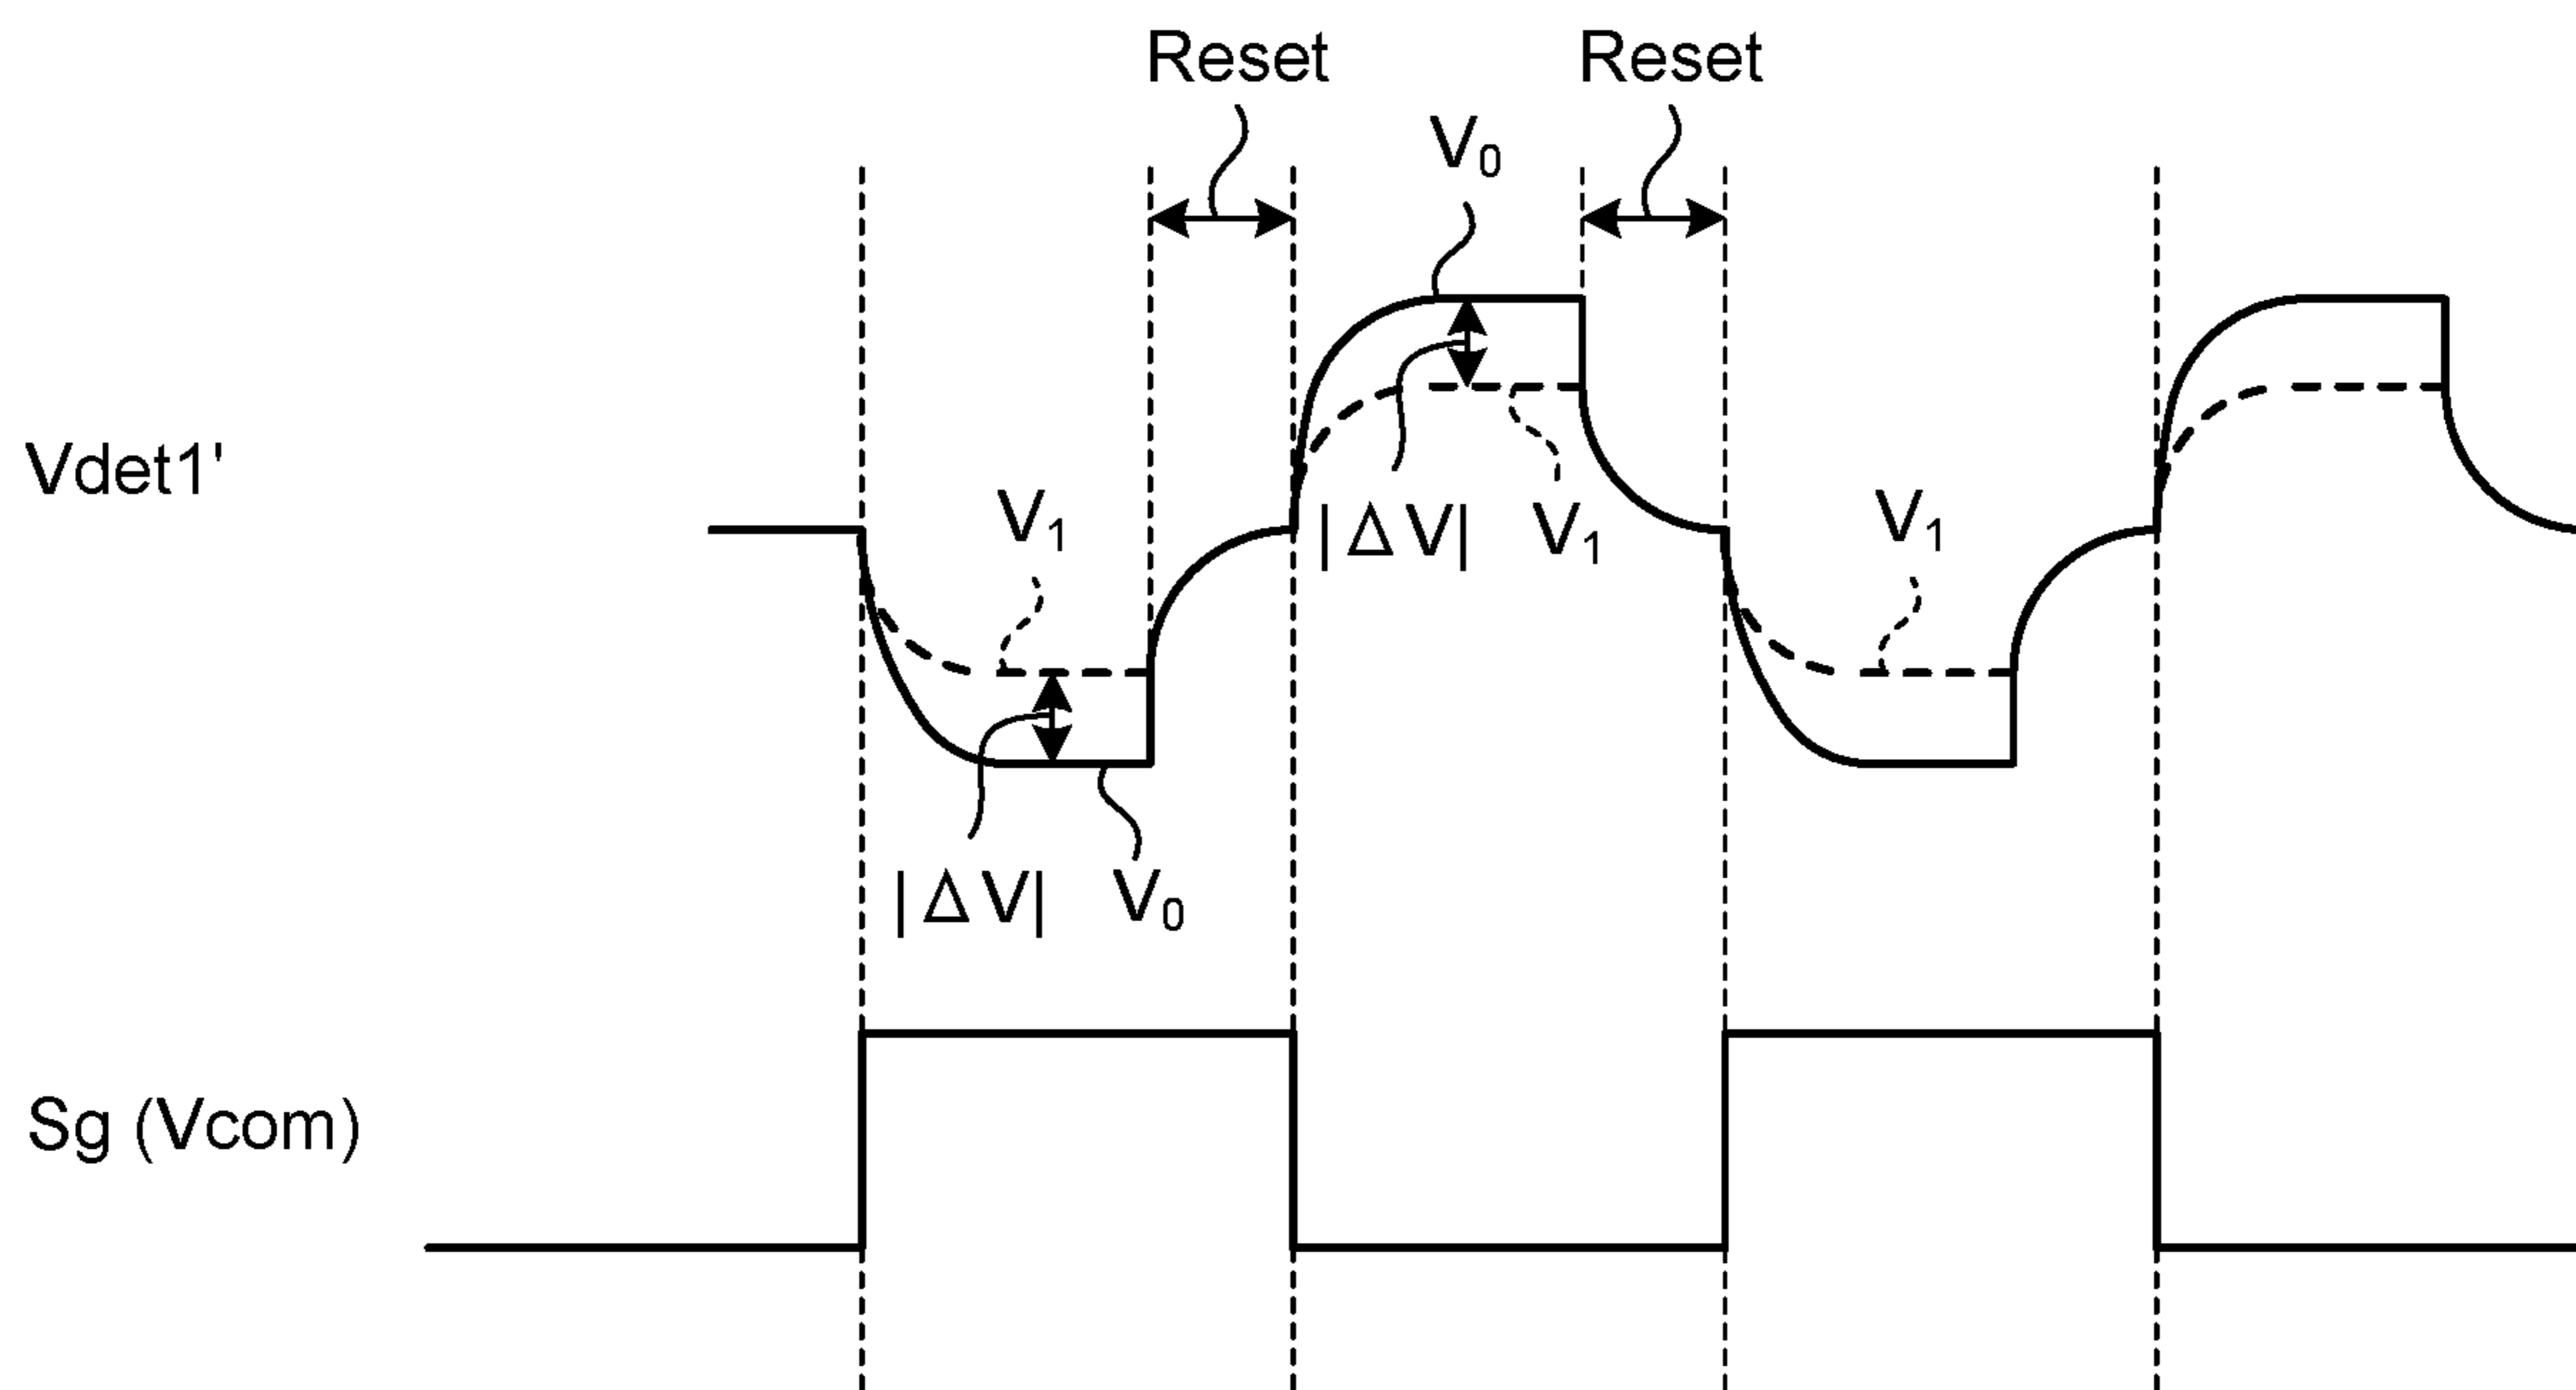 Reset Reset
V₀
Vdet1'
V₁ |ΔV| V₁ V₁
|ΔV| V₀
Sg (Vcom)